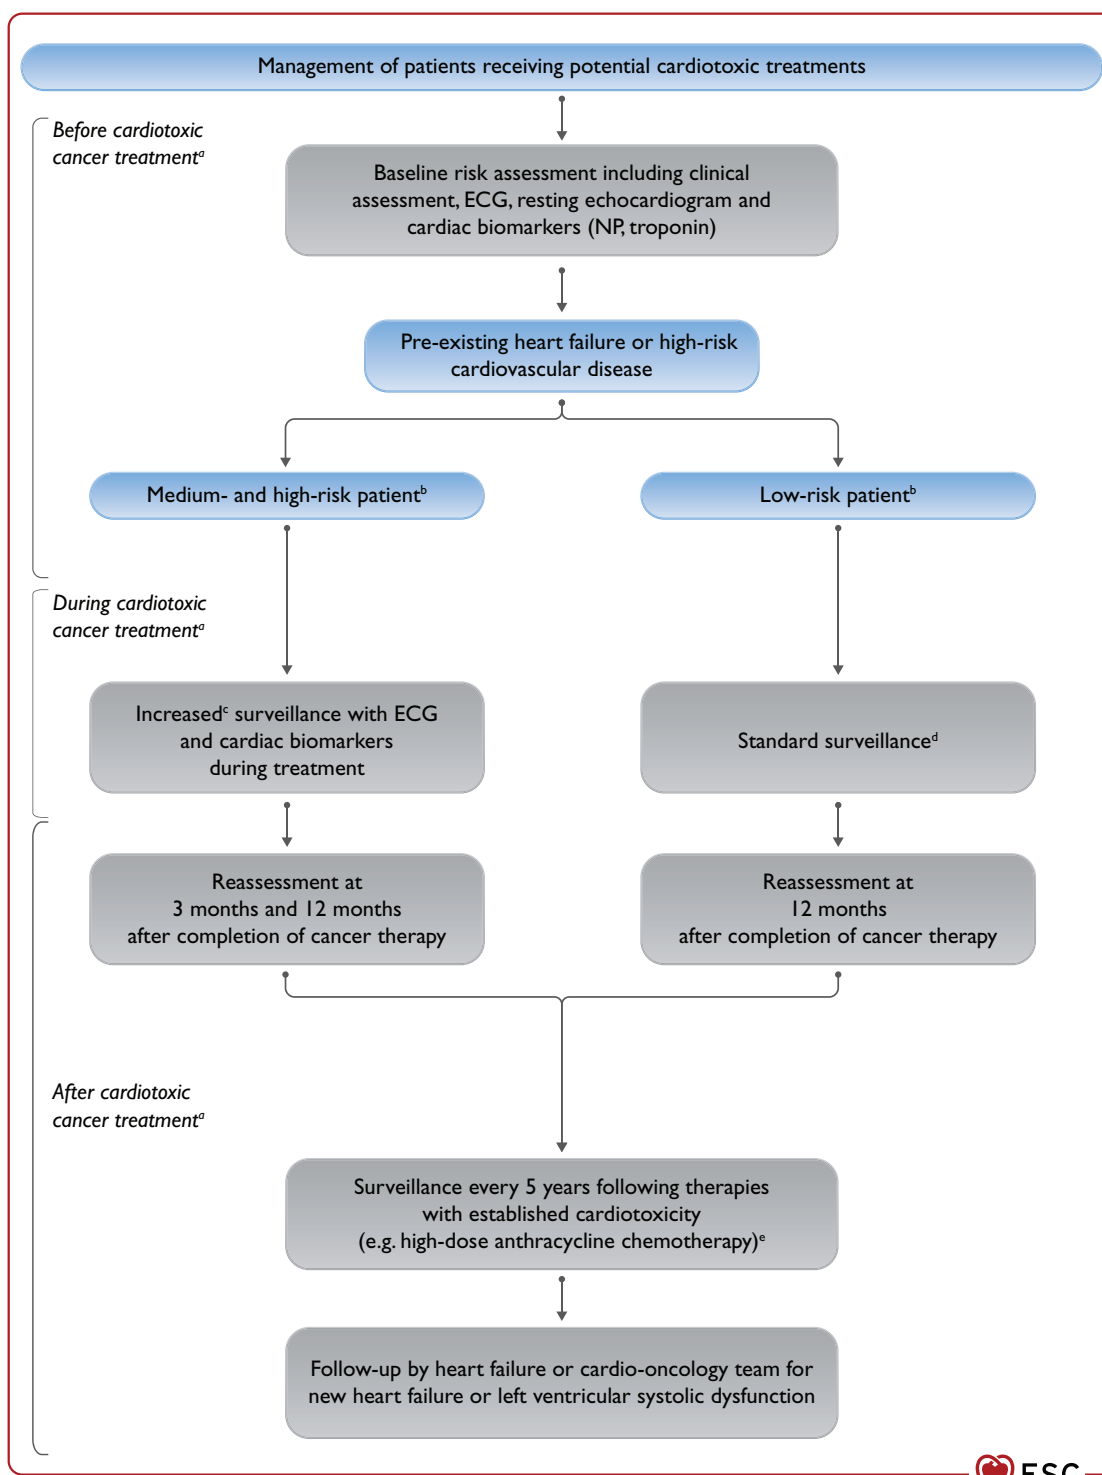 Management of patients receiving potential cardiotoxic treatments
Before cardiotoxic
cancer treatmentᵃ
Baseline risk assessment including clinical
assessment, ECG, resting echocardiogram and
cardiac biomarkers (NP, troponin)
Pre-existing heart failure or high-risk
cardiovascular disease
Medium- and high-risk patientᵇ
Low-risk patientᵇ
During cardiotoxic
cancer treatmentᵃ
Increasedᶜ surveillance with ECG
and cardiac biomarkers
during treatment
Standard surveillanceᵈ
Reassessment at
3 months and 12 months
after completion of cancer therapy
Reassessment at
12 months
after completion of cancer therapy
After cardiotoxic
cancer treatmentᵃ
Surveillance every 5 years following therapies
with established cardiotoxicity
(e.g. high-dose anthracycline chemotherapy)ᵉ
Follow-up by heart failure or cardio-oncology team for
new heart failure or left ventricular systolic dysfunction
ESC